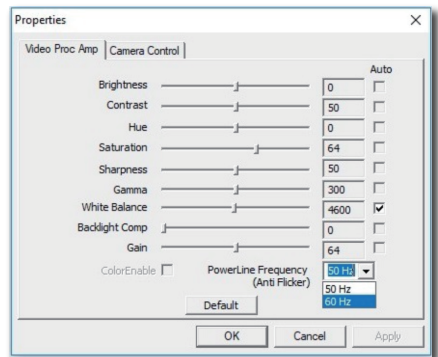 Properties
Video Proc Amp Camera Control
Auto
Brightness 0
Contrast 50
Hue 0
Saturation 64
Sharpness 50
Gamma 300
White Balance 4600
Backlight Comp 0
Gain 64
ColorEnable PowerLine Frequency 50 Hz
(Anti Flicker)
50 Hz
60 Hz
Default
OK Cancel Apply